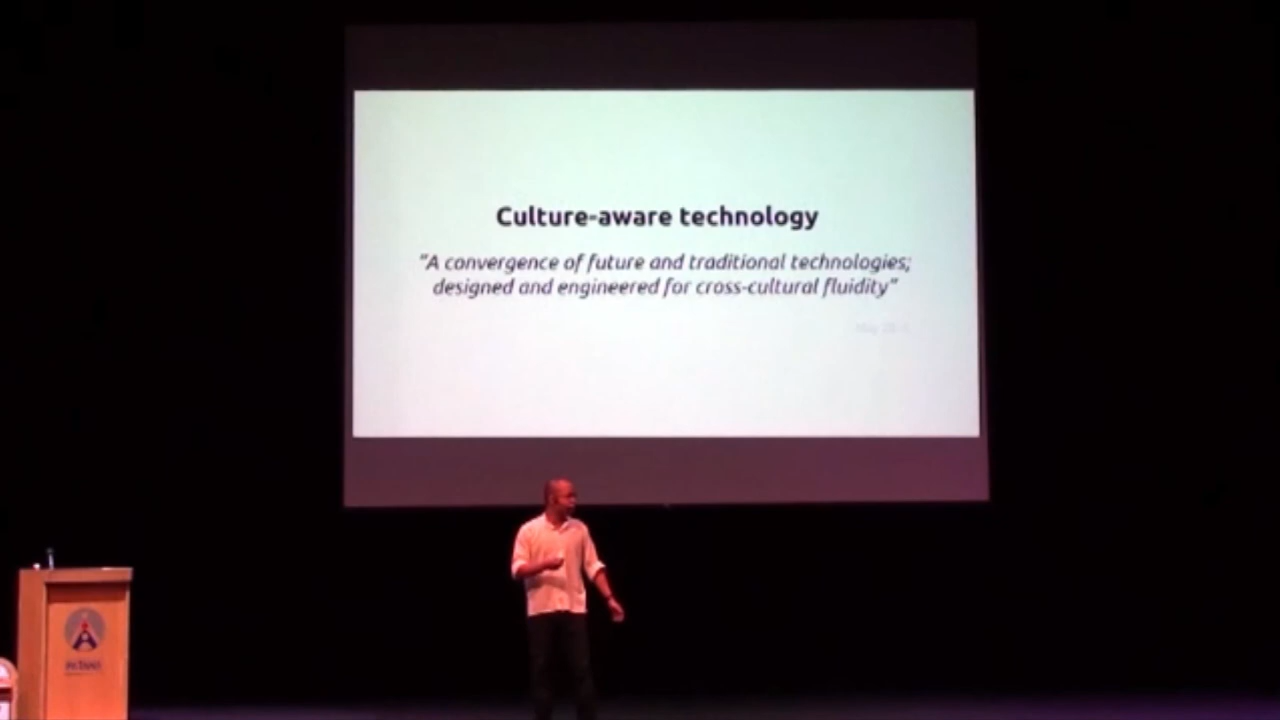 Culture-aware technology
"A convergence of future and traditional technologies;
designed and engineered for cross-cultural fluidity"